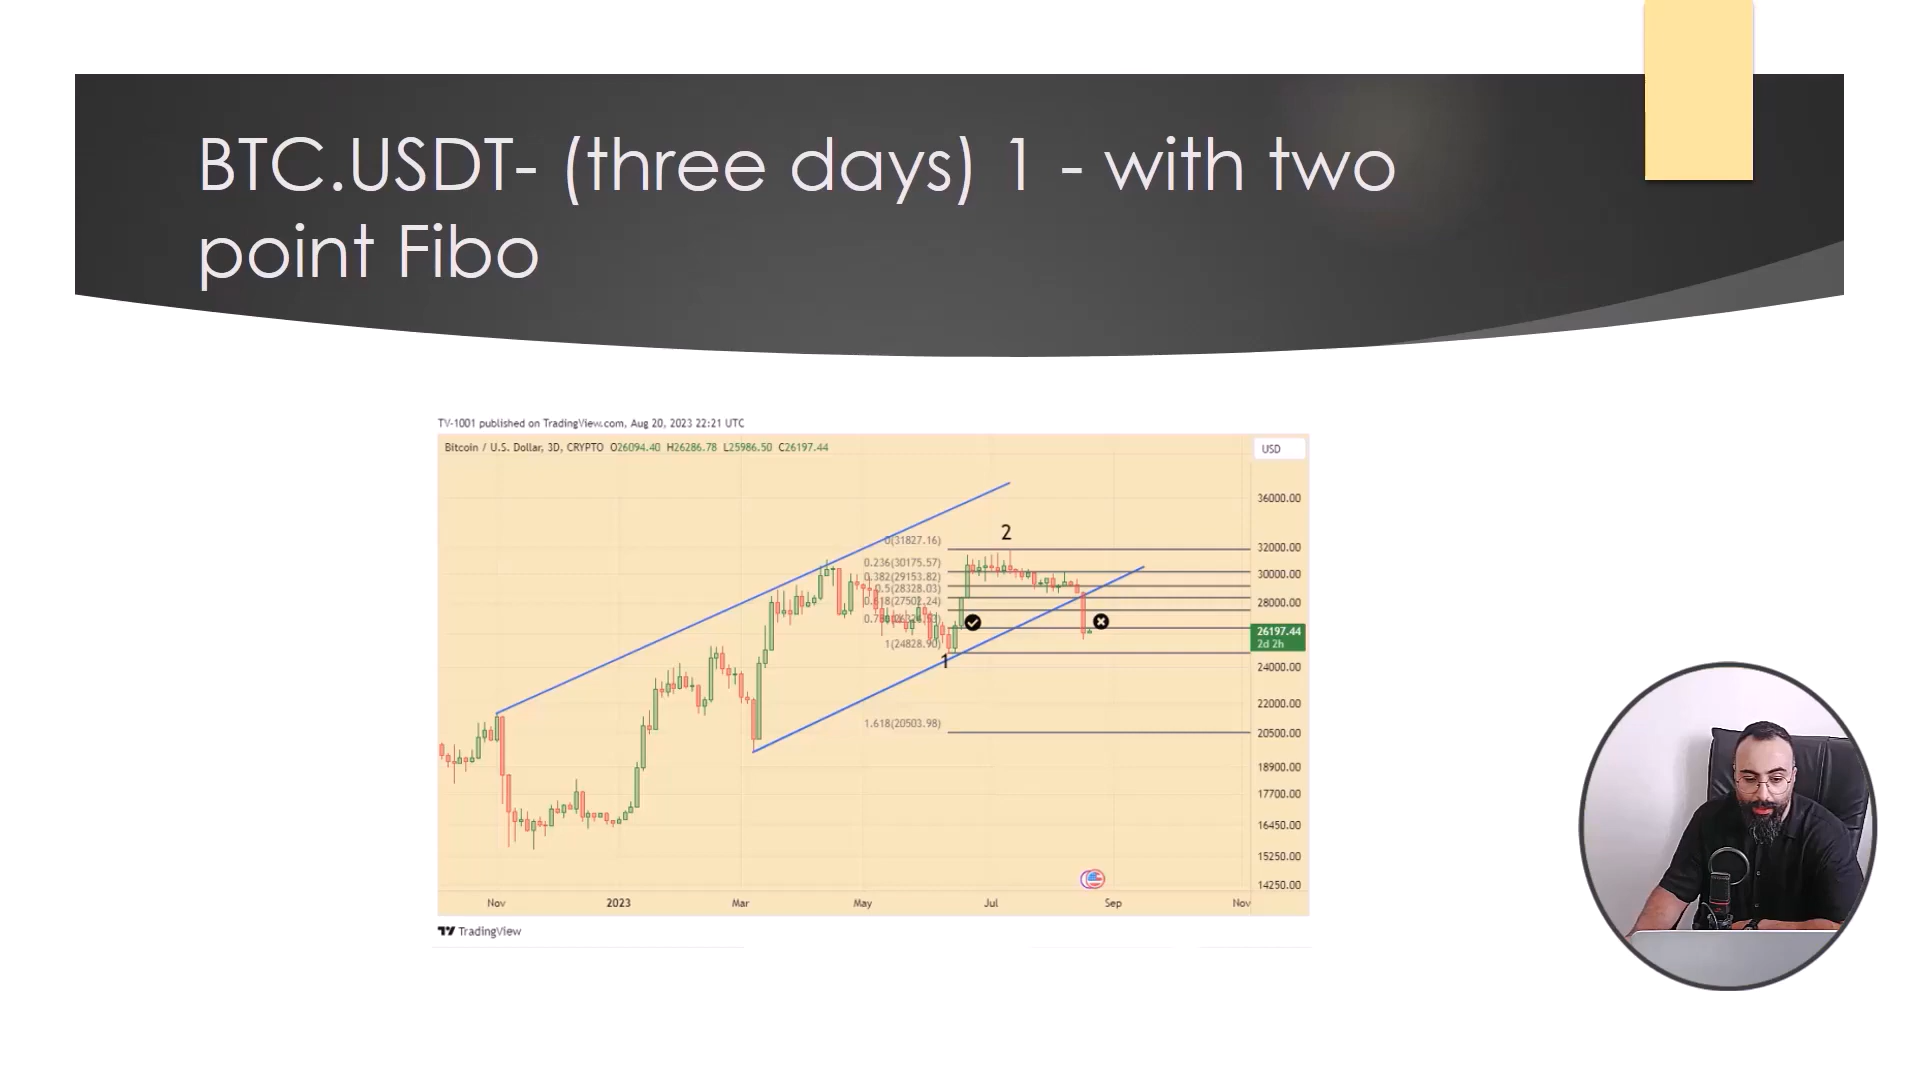 BTC.USDT- (three days) 1 - with two
point Fibo
TV-1001 published on TradingView.com, Aug 20, 2023 22:21 UTC
Bitcoin / U.S. Dollar, 3D, CRYPTO O26094.40 H26286.78 L25986.50 C26197.44
USD
36000.00
2
0(31827.16)
32000.00
0.236(30175.57)
30000.00
0.382(29153.82)
0.5(28328.03)
0.618(27502.24)
28000.00
26197.44
2d 2h
1(24828.90)
1
24000.00
22000.00
1.618(20503.98)
20500.00
18900.00
17700.00
16450.00
15250.00
14250.00
Nov 2023 Mar May Jul Sep Nov
TradingView